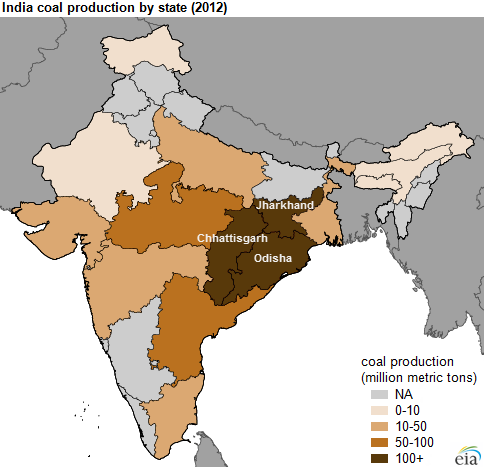 India coal production by state (2012)
Jharkhand
Chhattisgarh
Odisha
coal production
(million metric tons)
NA
0-10
10-50
50-100
100+
eia